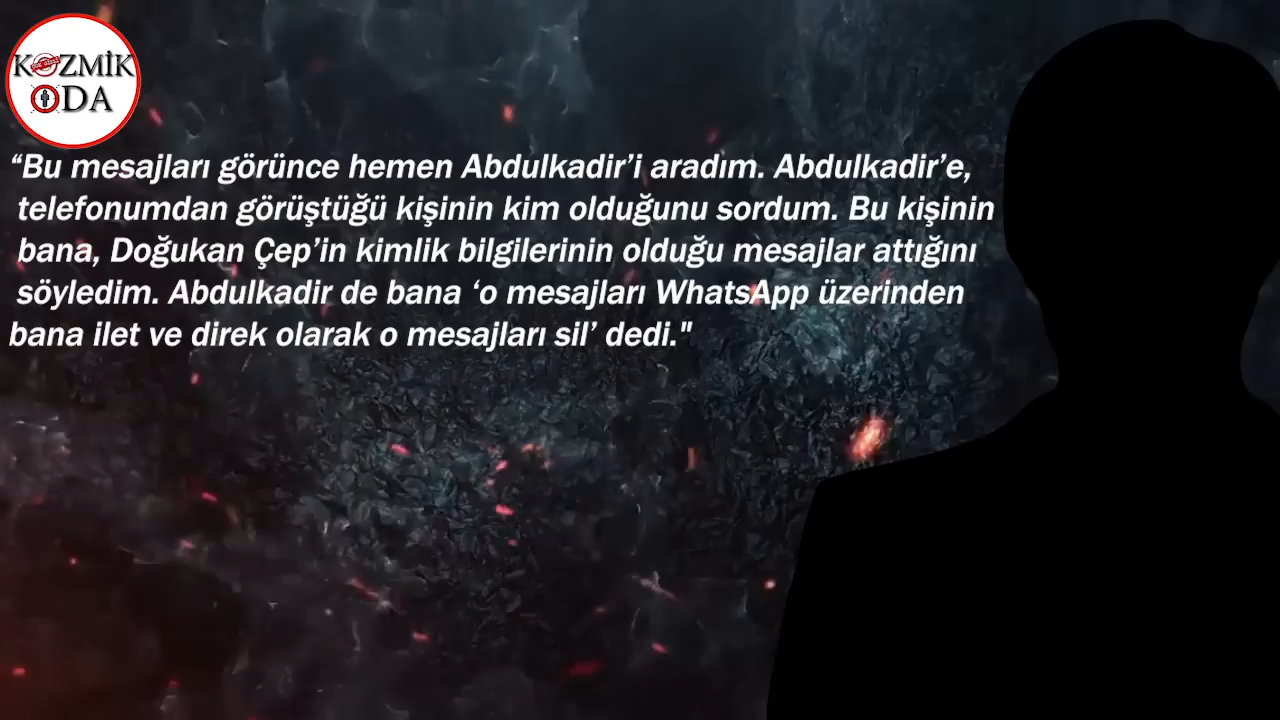 KOZMİK
ODA
“Bu mesajları görünce hemen Abdulkadir’i aradım. Abdulkadir’e,
telefonumdan görüştüğü kişinin kim olduğunu sordum. Bu kişinin
bana, Doğukan Çep’in kimlik bilgilerinin olduğu mesajlar attığını
söyledim. Abdulkadir de bana ‘o mesajları WhatsApp üzerinden
bana ilet ve direk olarak o mesajları sil’ dedi."